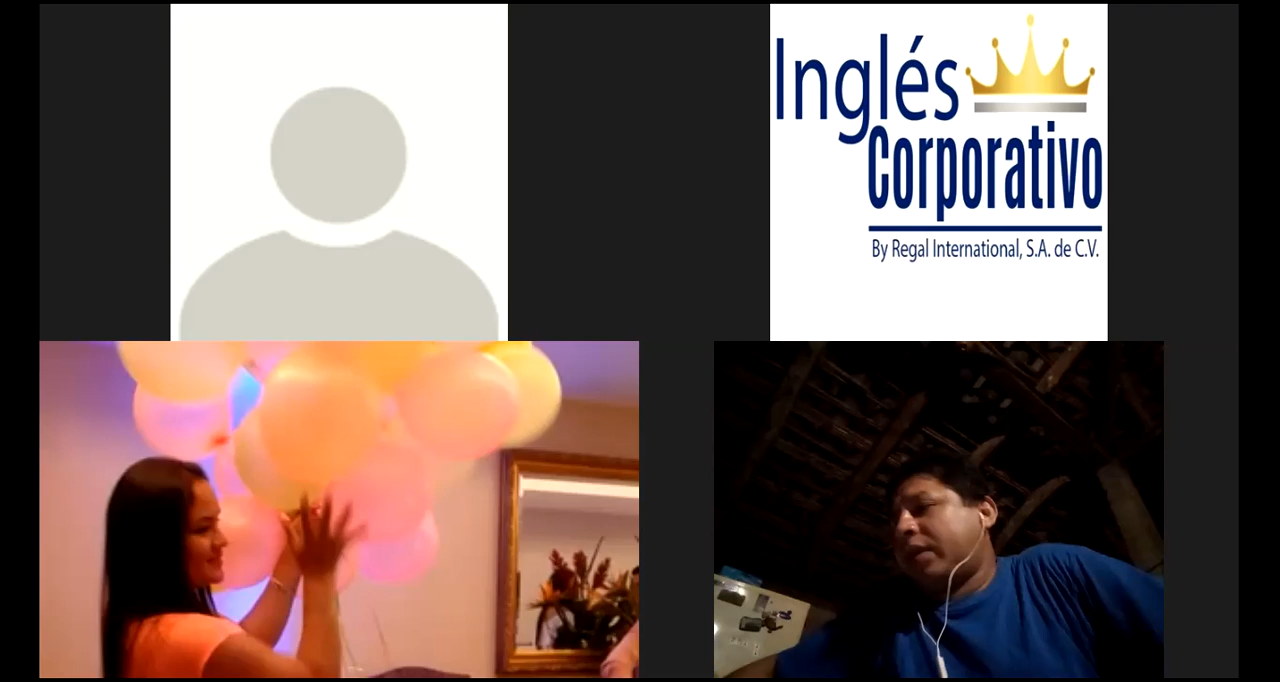 Inglés
Corporativo
By Regal International, S.A. de C.V.